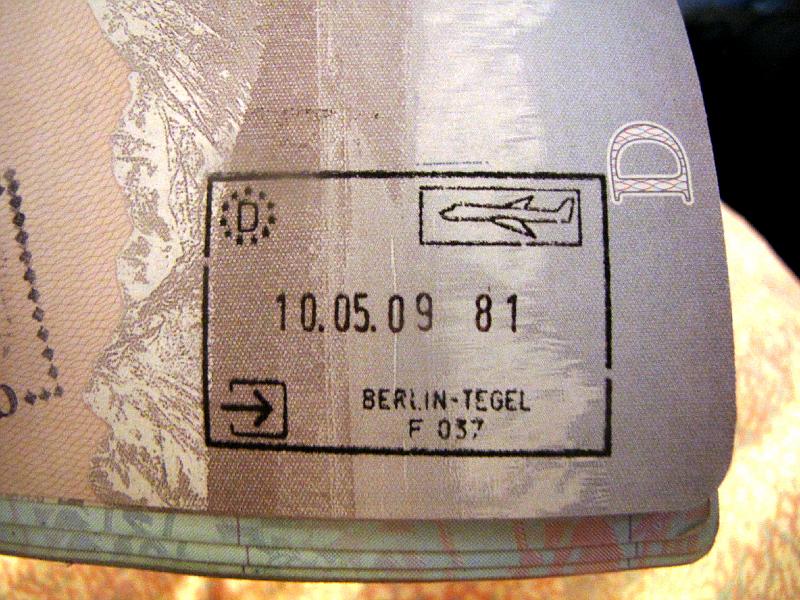 D
D
10.05.09 81
BERLIN-TEGEL
F 037